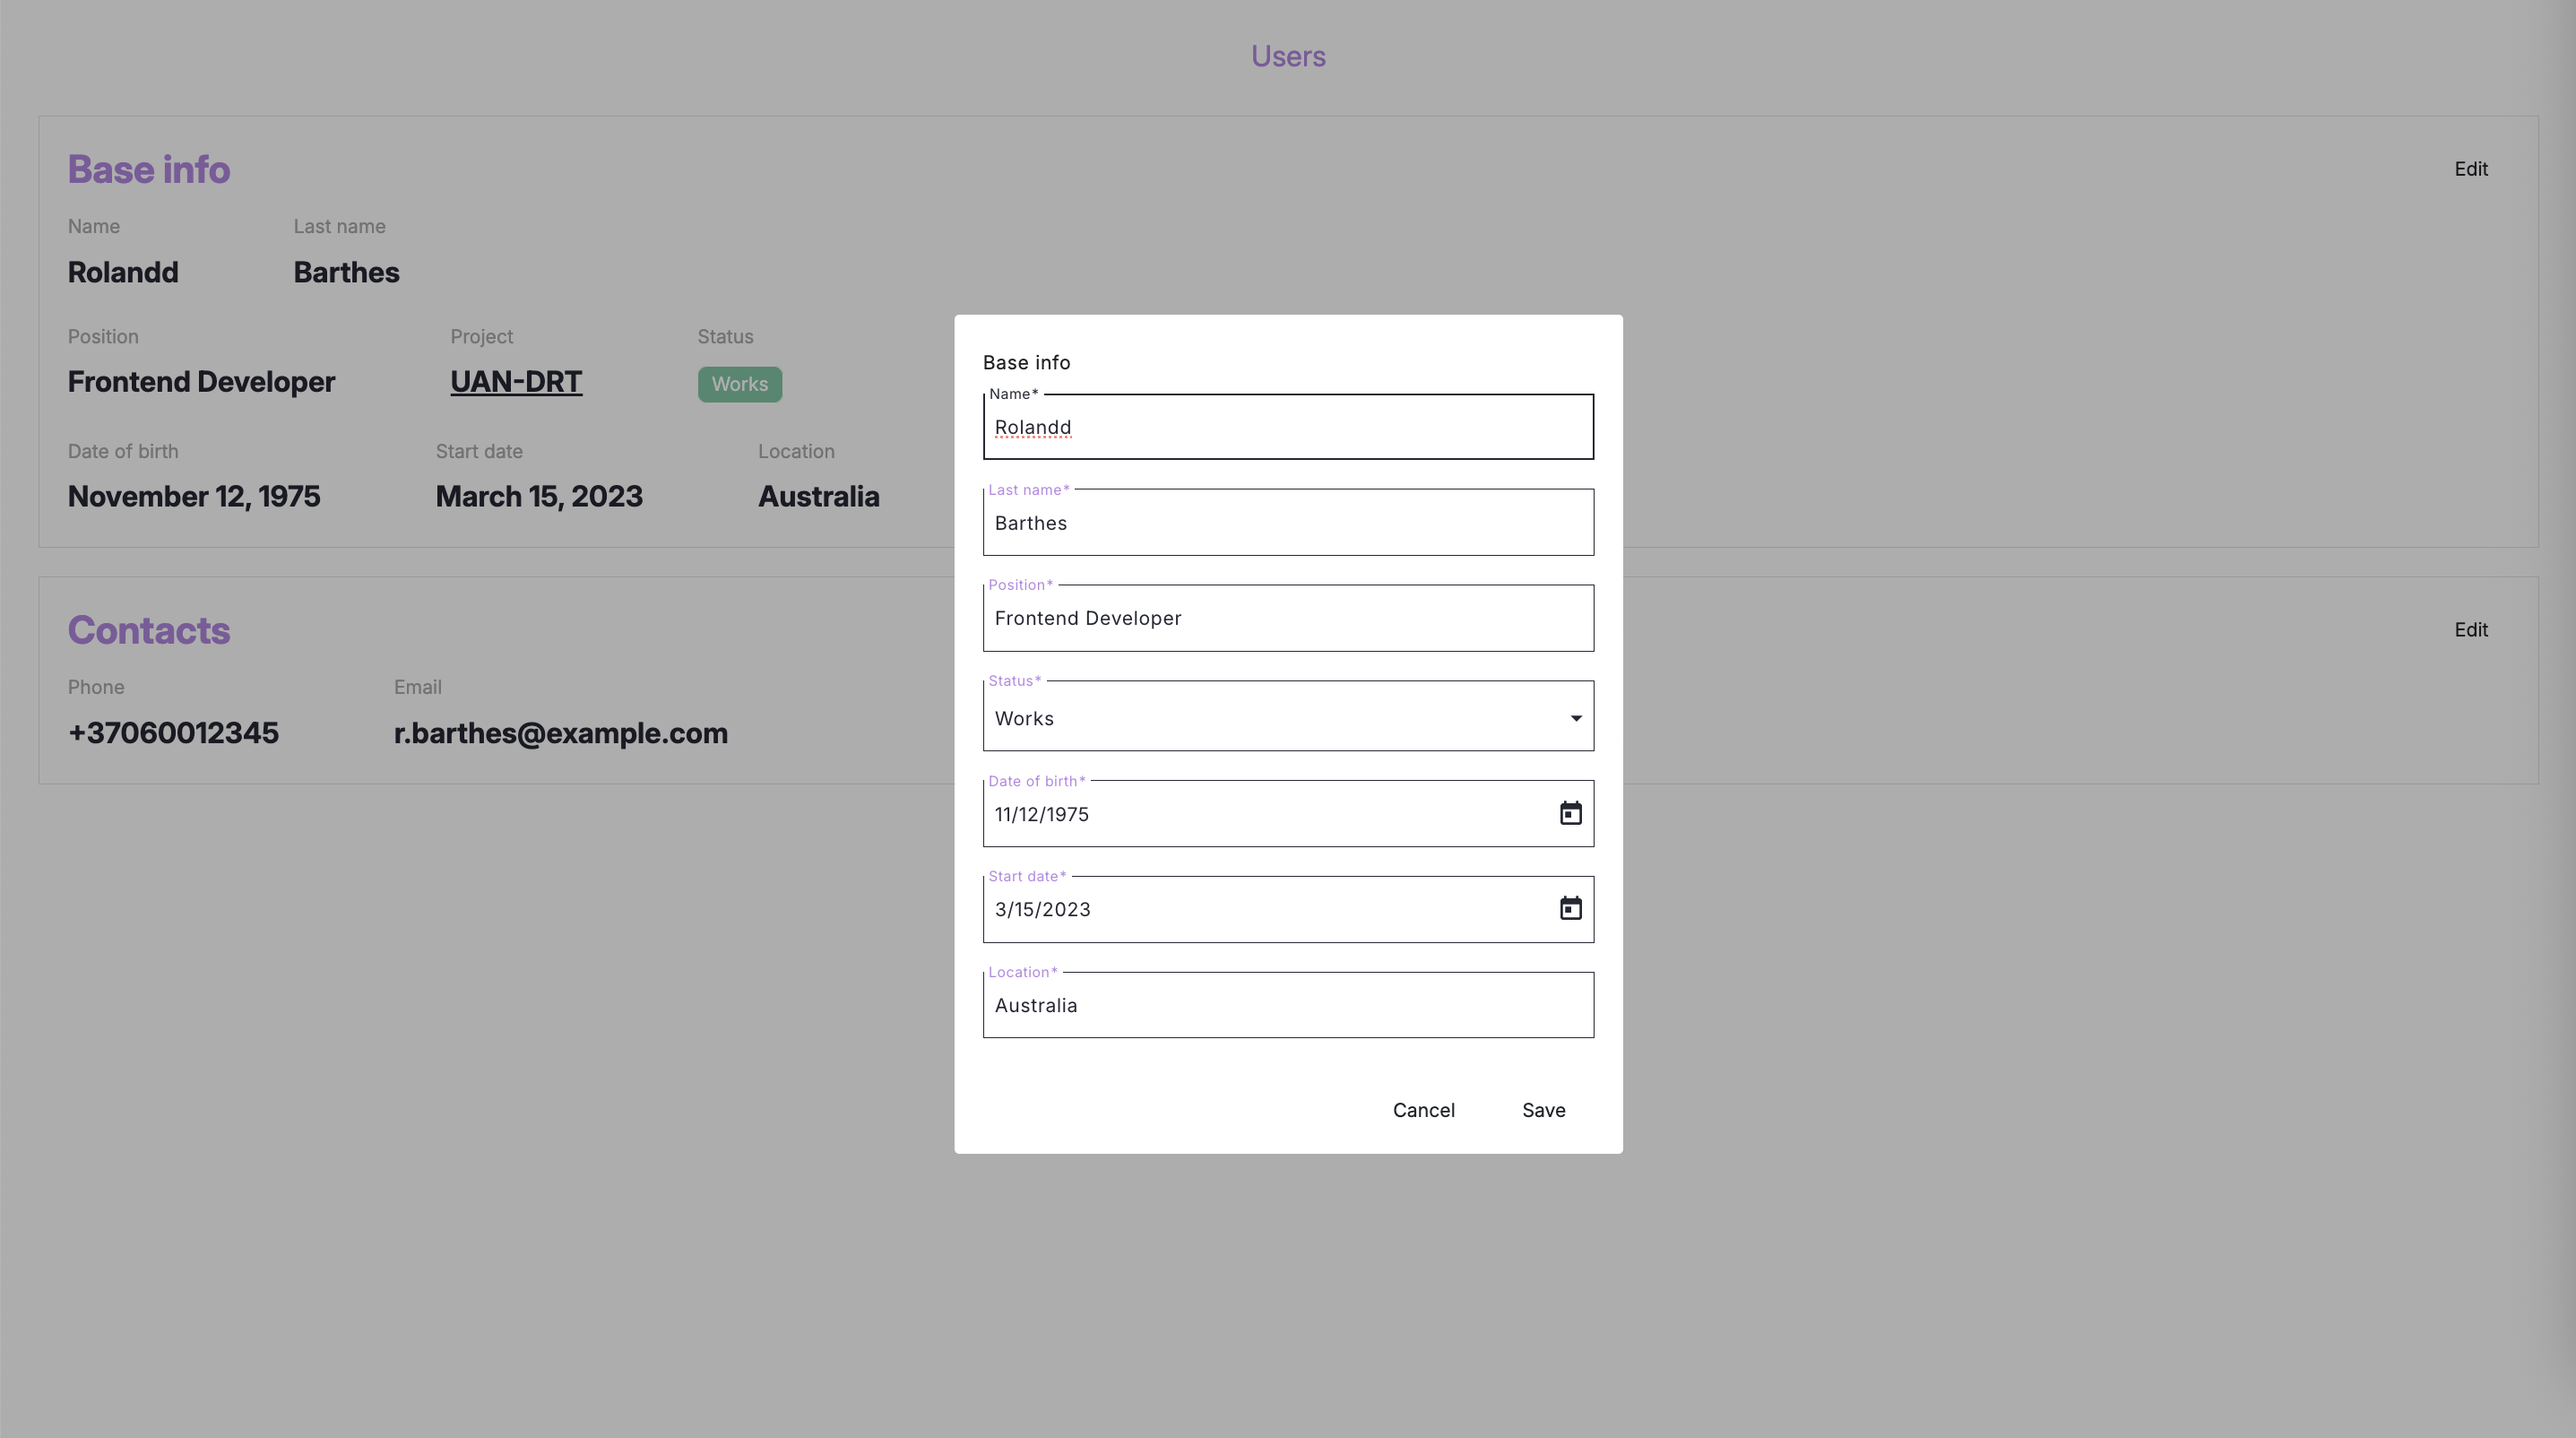 Users
Base info
Edit
Name Last name
Rolandd Barthes
Position Project Status
Frontend Developer UAN-DRT Works
Date of birth Start date Location
November 12, 1975 March 15, 2023 Australia
Contacts
Edit
Phone Email
+37060012345 r.barthes@example.com
Base info
Name*
Rolandd
Last name*
Barthes
Position*
Frontend Developer
Status*
Works
Date of birth*
11/12/1975
Start date*
3/15/2023
Location*
Australia
Cancel Save